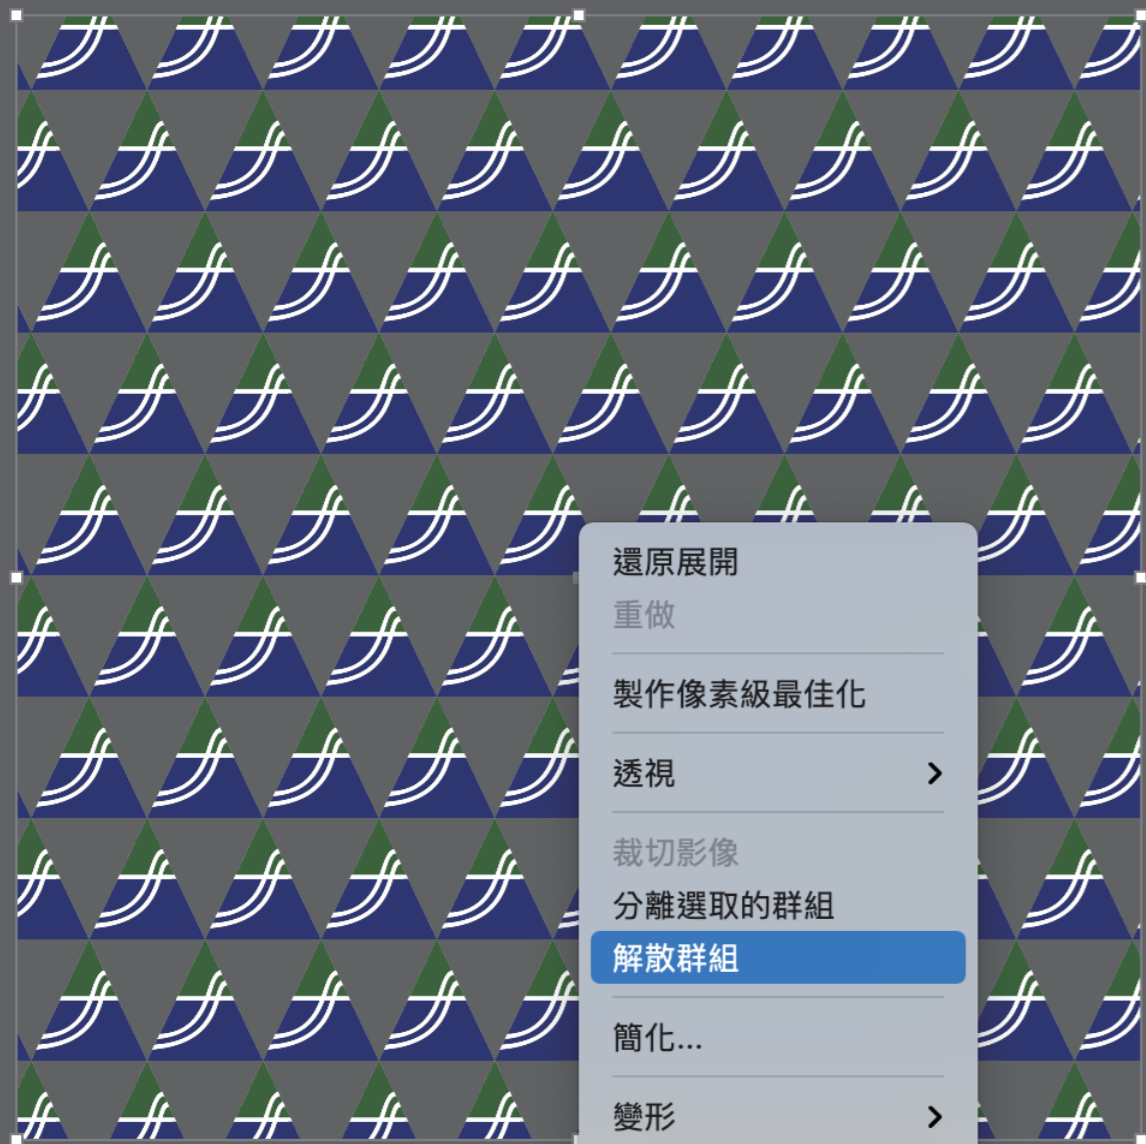 還原展開
重做
製作像素級最佳化
透視
裁切影像
分離選取的群組
解散群組
簡化...
變形